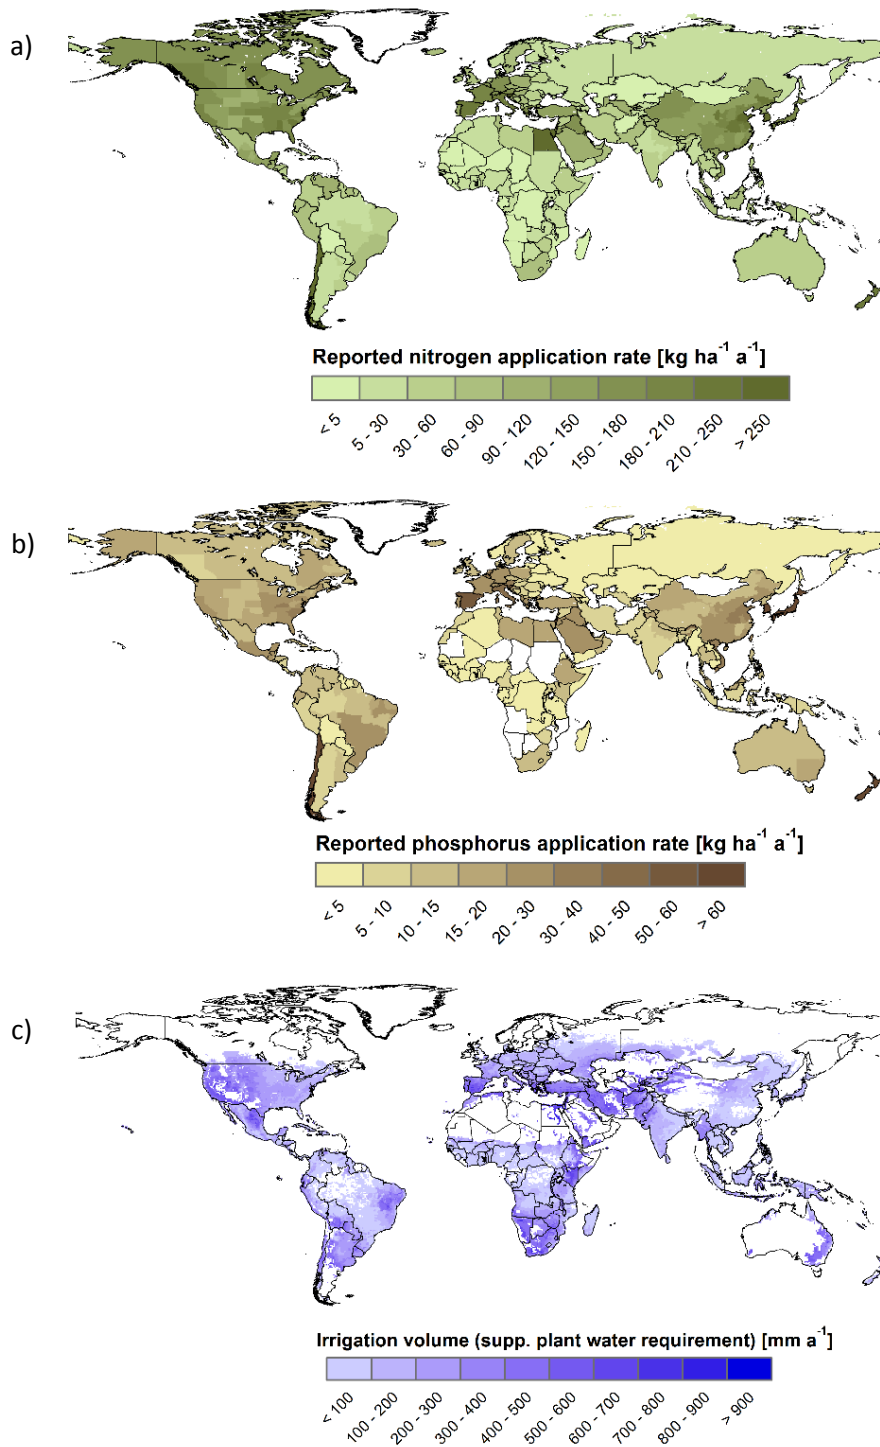 a)
Reported nitrogen application rate [kg ha⁻¹ a⁻¹]
< 5
5 - 30
30 - 60
60 - 90
90 - 120
120 - 150
150 - 180
180 - 210
210 - 250
> 250
b)
Reported phosphorus application rate [kg ha⁻¹ a⁻¹]
< 5
5 - 10
10 - 15
15 - 20
20 - 30
30 - 40
40 - 50
50 - 60
> 60
c)
Irrigation volume (supp. plant water requirement) [mm a⁻¹]
< 100
100 - 200
200 - 300
300 - 400
400 - 500
500 - 600
600 - 700
700 - 800
800 - 900
> 900